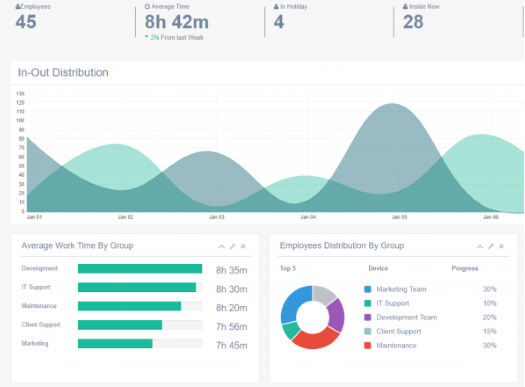 Employees
45
Average Time
8h 42m
3% From last Week
In Holiday
4
Inside Now
28
In-Out Distribution
130
120
110
100
90
80
70
60
50
40
30
20
10
0
Jan 01 Jan 02 Jan 03 Jan 04 Jan 05 Jan 06
Average Work Time By Group
Development 8h 35m
IT Support 8h 30m
Maintenance 8h 20m
Client Support 7h 56m
Marketing 7h 45m
Employees Distribution By Group
Top 5 Device Progress
Marketing Team 30%
IT Support 10%
Development Team 20%
Client Support 15%
Maintenance 30%